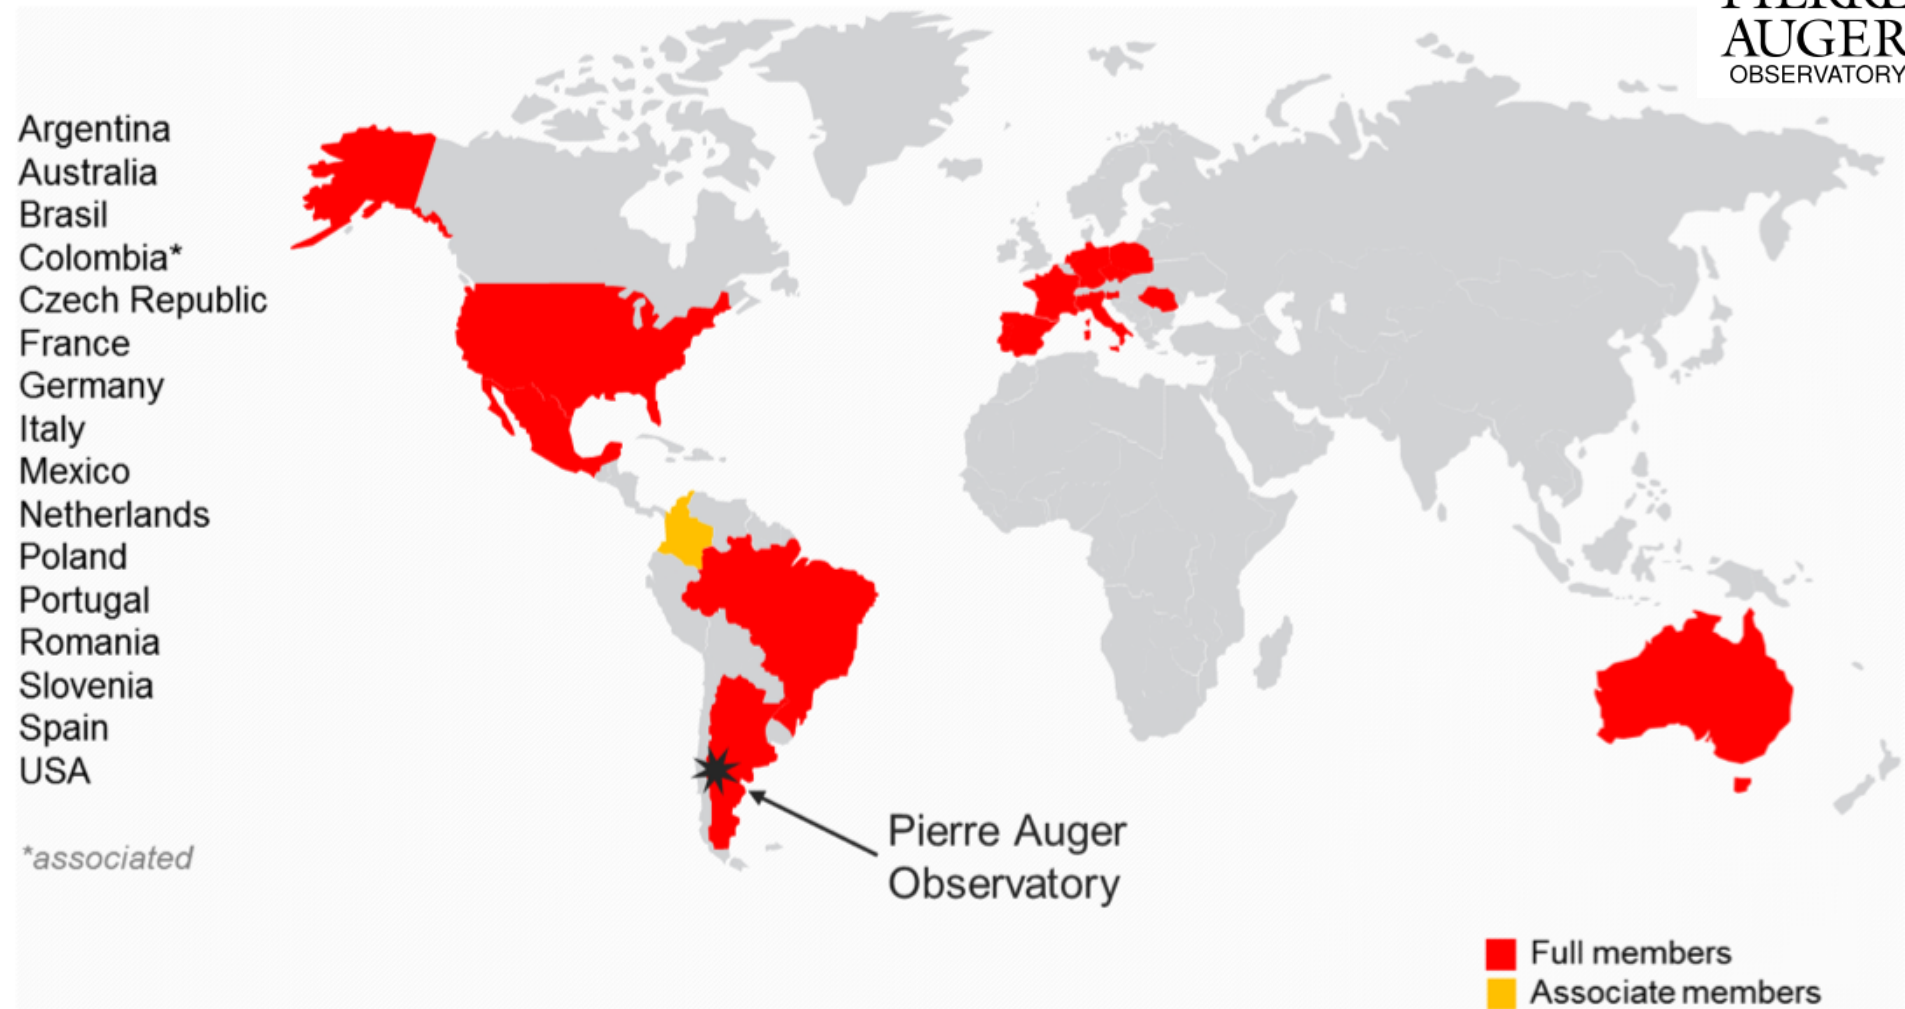 PIERRE
AUGER
OBSERVATORY
Argentina
Australia
Brasil
Colombia*
Czech Republic
France
Germany
Italy
Mexico
Netherlands
Poland
Portugal
Romania
Slovenia
Spain
USA
*associated
Pierre Auger
Observatory
Full members
Associate members